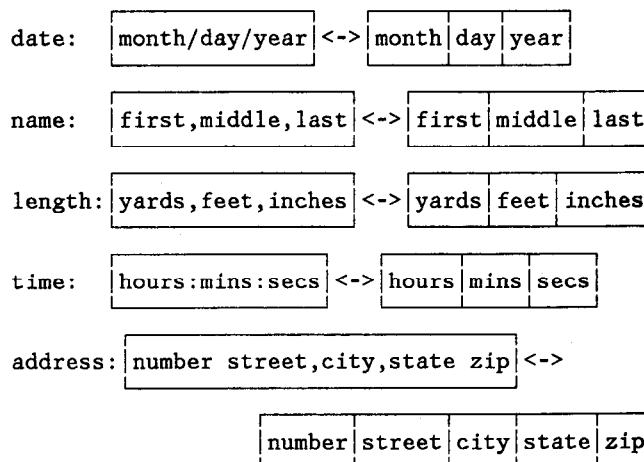 date: month/day/year <-> month day year
name: first,middle,last <-> first middle last
length: yards,feet,inches <-> yards feet inches
time: hours:mins:secs <-> hours mins secs
address: number street,city,state zip <->
number street city state zip